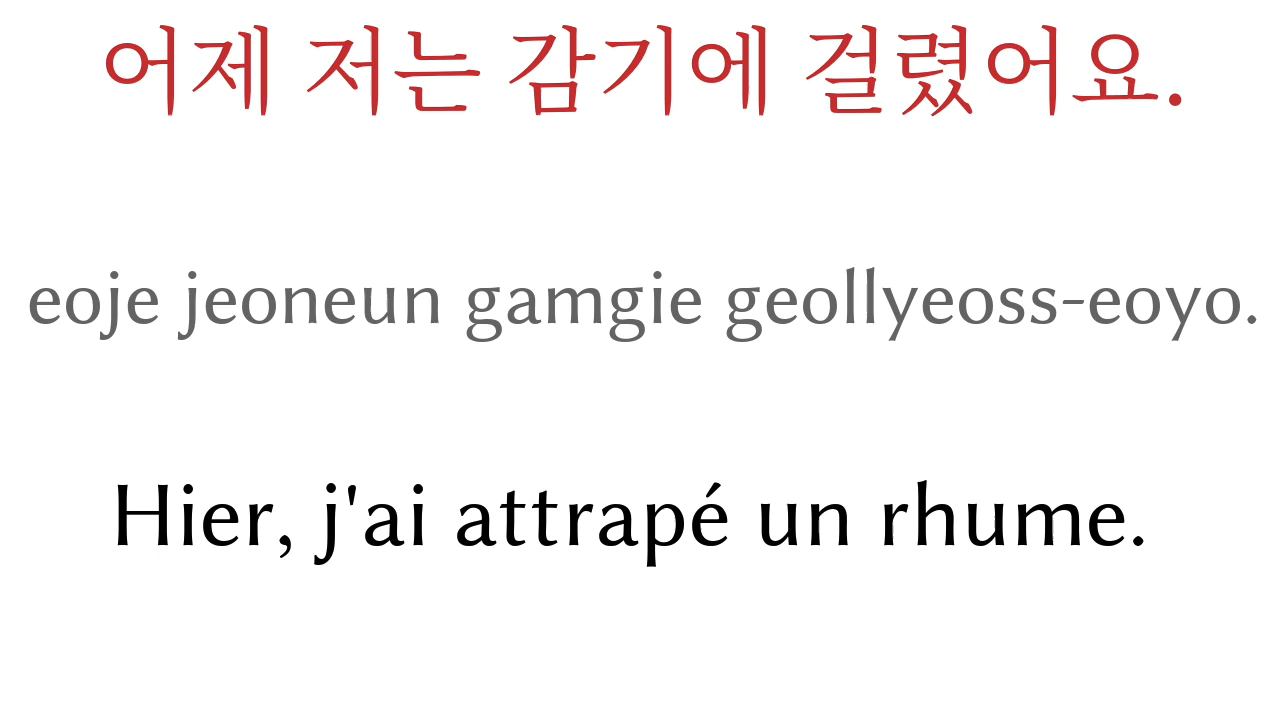 어제 저는 감기에 걸렸어요.
eoje jeoneun gamgie geollyeoss-eoyo.
Hier, j'ai attrapé un rhume.